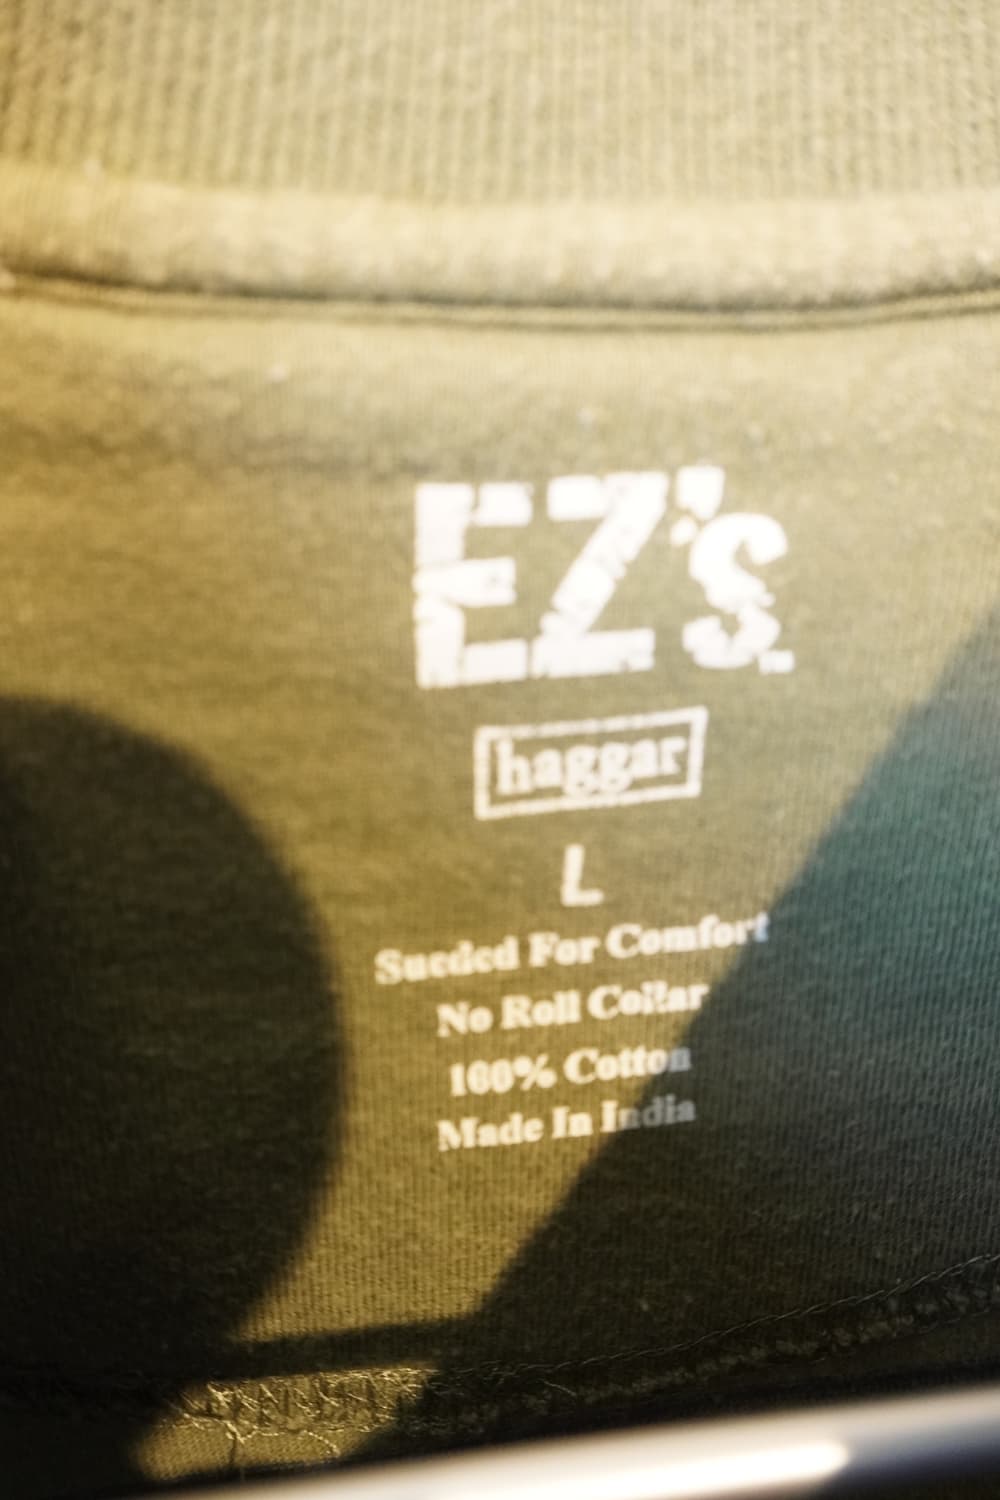 EZ's
haggar
L
Sueded For Comfort
No Roll Collar
100% Cotton
Made In India